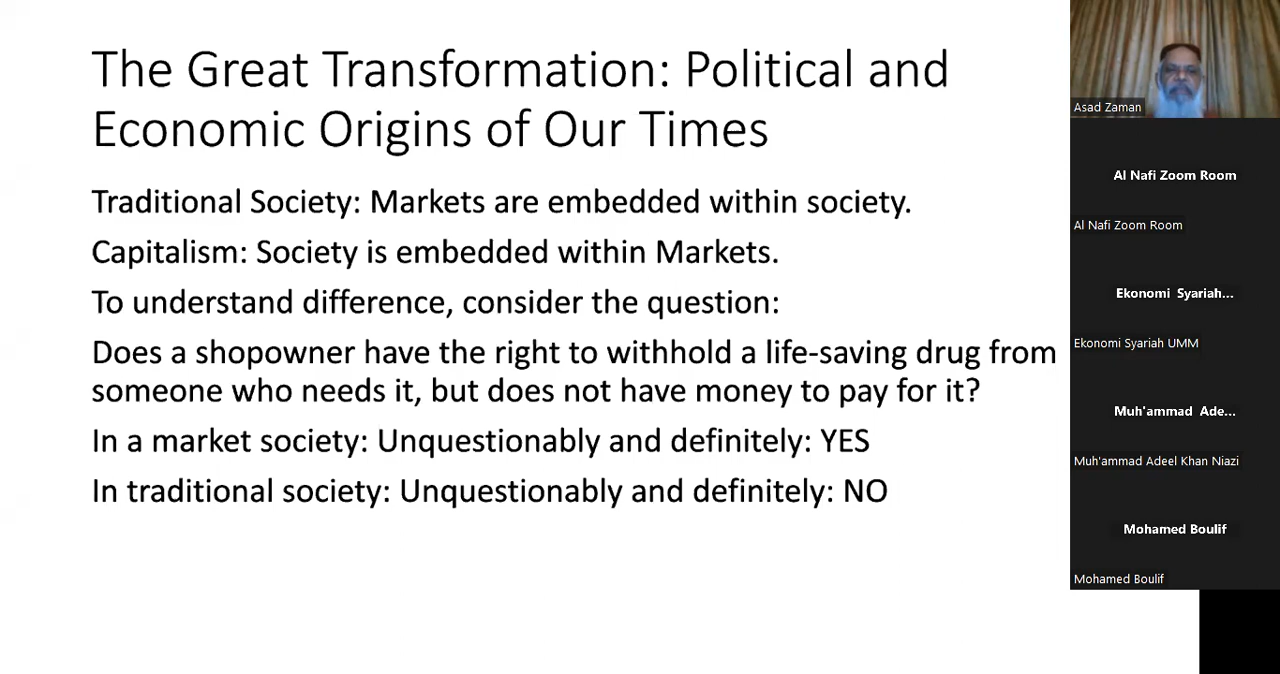 The Great Transformation: Political and
Economic Origins of Our Times
Traditional Society: Markets are embedded within society.
Capitalism: Society is embedded within Markets.
To understand difference, consider the question:
Does a shopowner have the right to withhold a life-saving drug from
someone who needs it, but does not have money to pay for it?
In a market society: Unquestionably and definitely: YES
In traditional society: Unquestionably and definitely: NO
Asad Zaman
Al Nafi Zoom Room
Al Nafi Zoom Room
Ekonomi Syariah...
Ekonomi Syariah UMM
Muh'ammad Ade...
Muh'ammad Adeel Khan Niazi
Mohamed Boulif
Mohamed Boulif